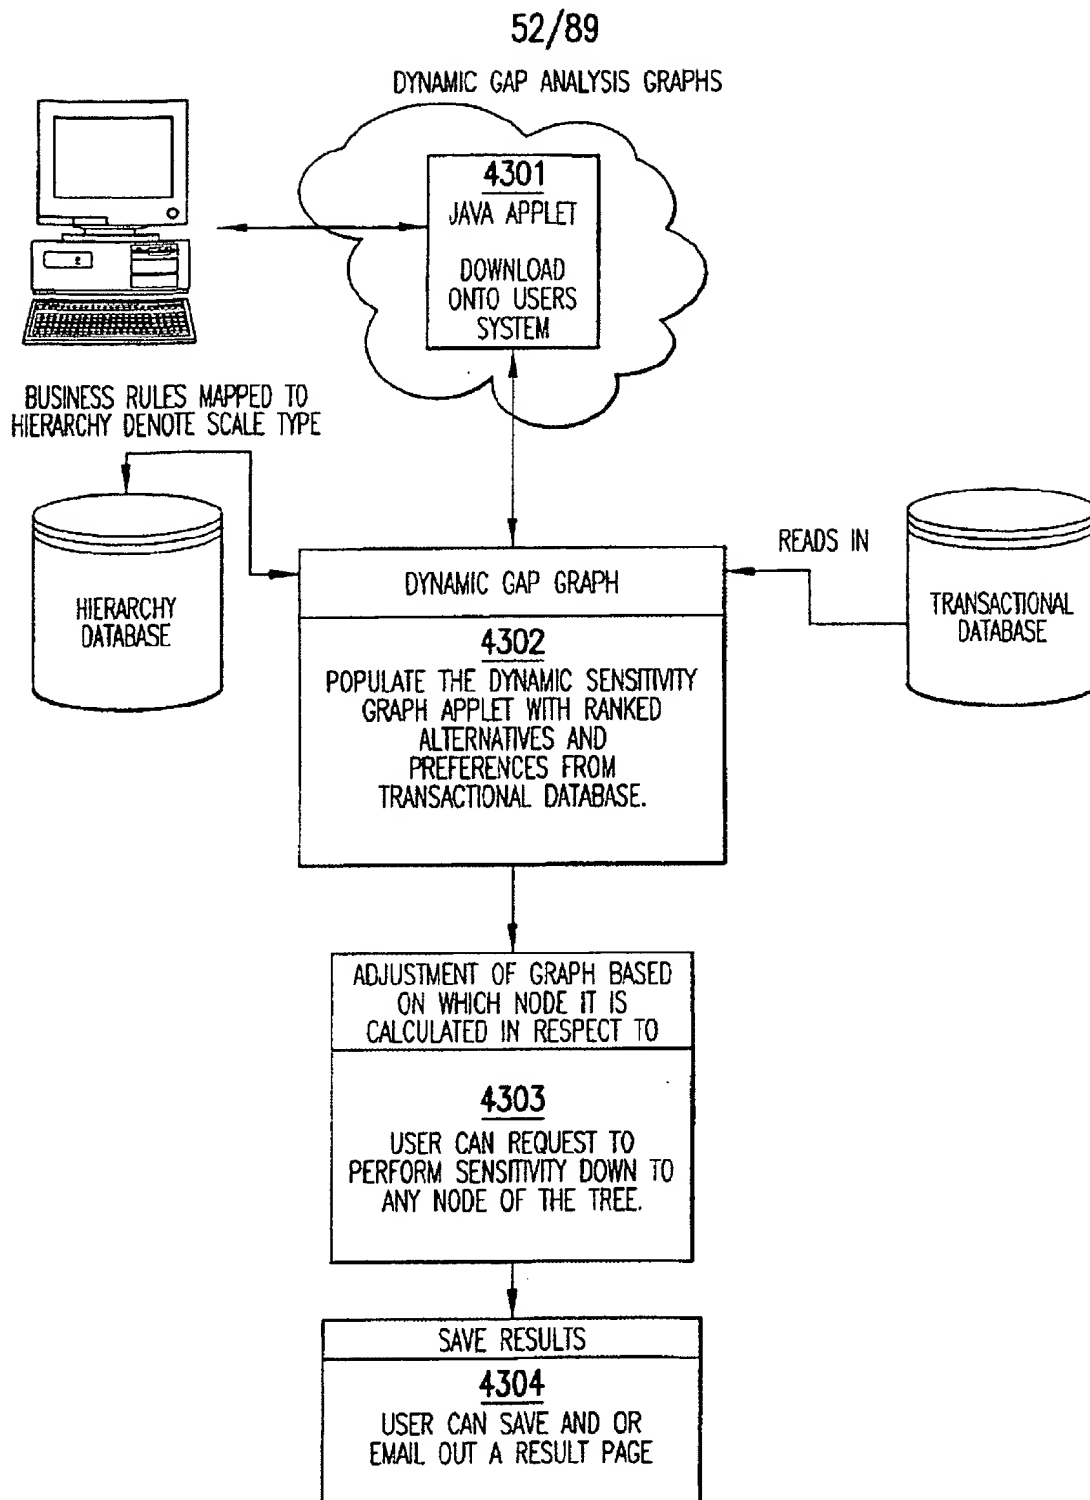 52/89
DYNAMIC GAP ANALYSIS GRAPHS
4301
JAVA APPLET
DOWNLOAD
ONTO USERS
SYSTEM
BUSINESS RULES MAPPED TO
HIERARCHY DENOTE SCALE TYPE
HIERARCHY
DATABASE
READS IN
TRANSACTIONAL
DATABASE
DYNAMIC GAP GRAPH
4302
POPULATE THE DYNAMIC SENSITIVITY
GRAPH APPLET WITH RANKED
ALTERNATIVES AND
PREFERENCES FROM
TRANSACTIONAL DATABASE.
ADJUSTMENT OF GRAPH BASED
ON WHICH NODE IT IS
CALCULATED IN RESPECT TO
4303
USER CAN REQUEST TO
PERFORM SENSITIVITY DOWN TO
ANY NODE OF THE TREE.
SAVE RESULTS
4304
USER CAN SAVE AND OR
EMAIL OUT A RESULT PAGE